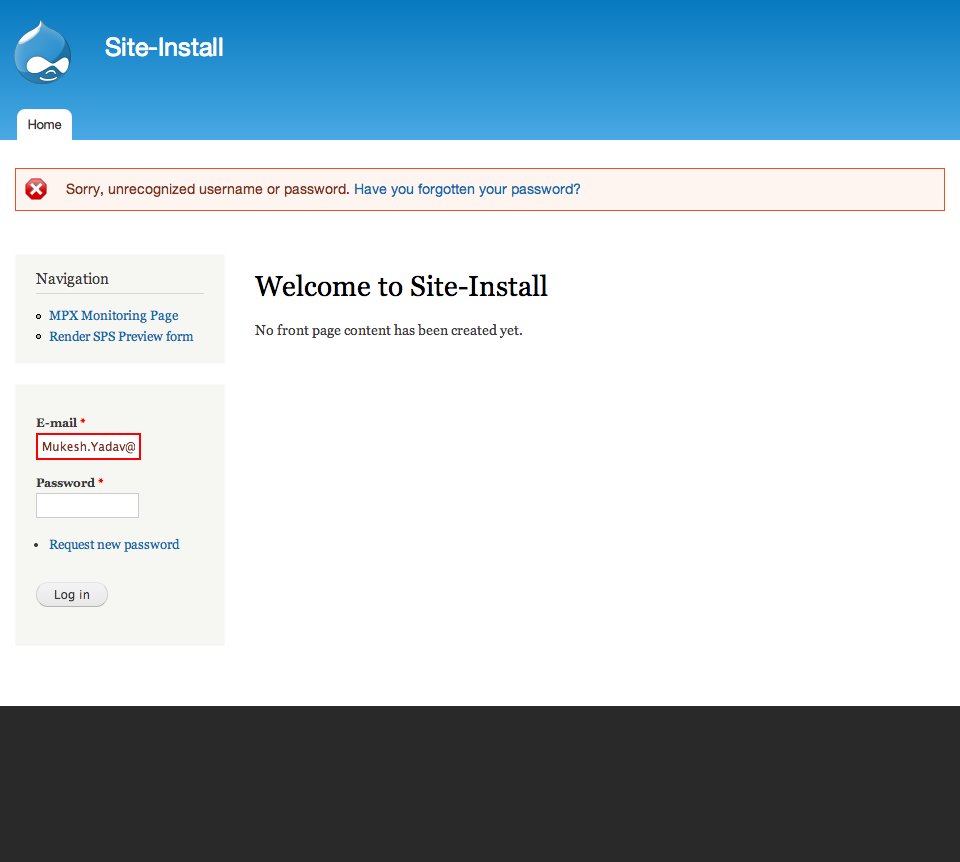 Site-Install
Home
Sorry, unrecognized username or password. Have you forgotten your password?
Navigation
MPX Monitoring Page
Render SPS Preview form
Welcome to Site-Install
No front page content has been created yet.
E-mail *
Mukesh.Yadav@
Password *
Request new password
Log in